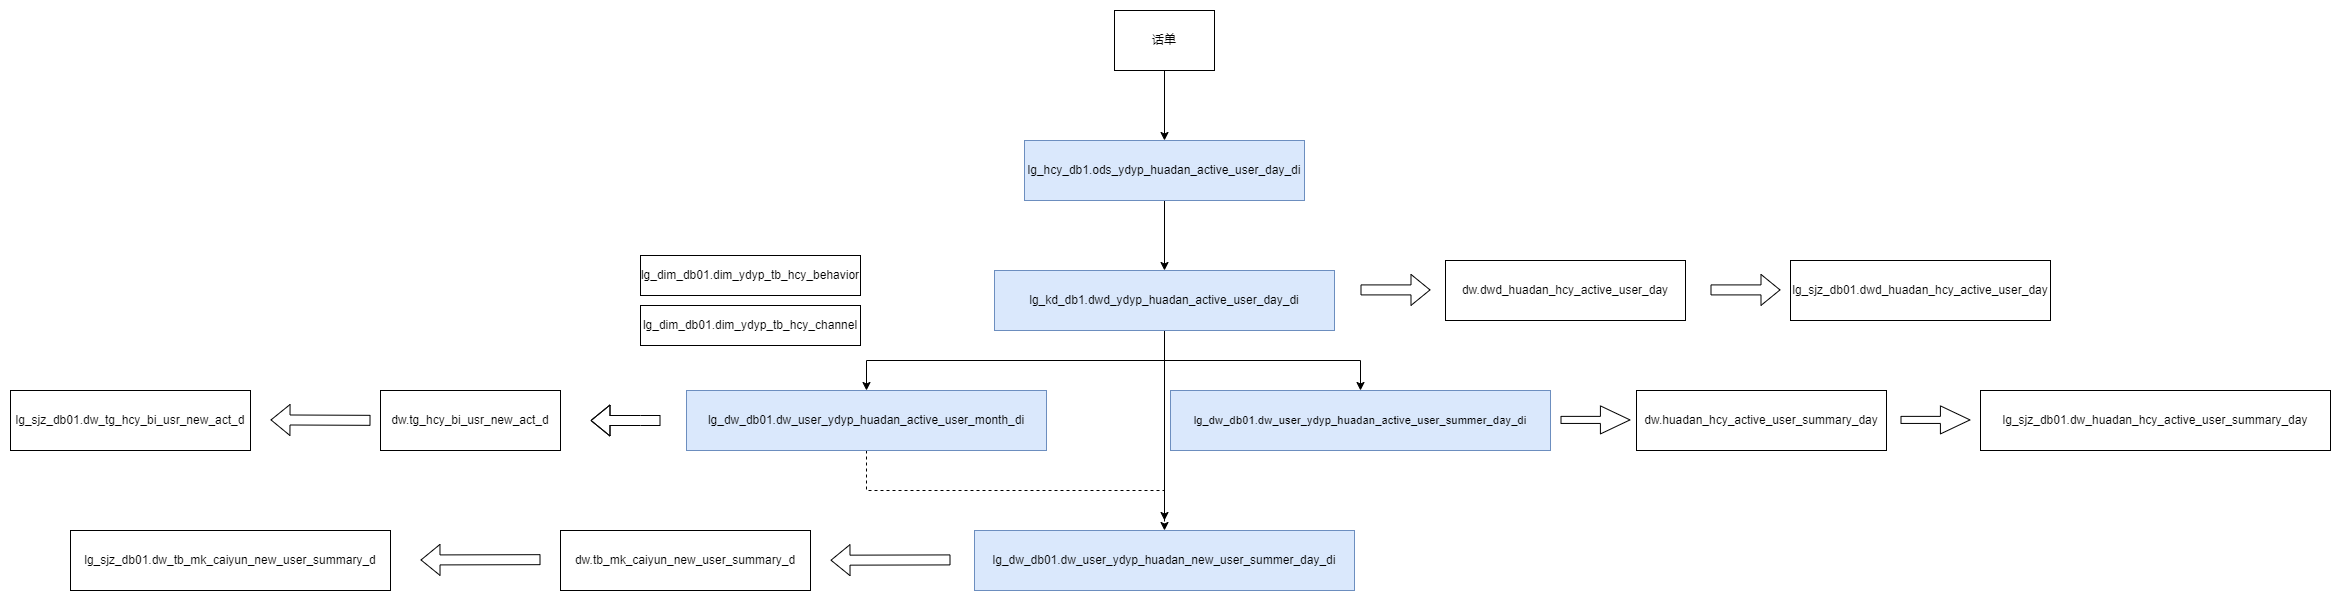 话单
lg_hcy_db1.ods_ydyp_huadan_active_user_day_di
lg_dim_db01.dim_ydyp_tb_hcy_behavior
lg_kd_db1.dwd_ydyp_huadan_active_user_day_di
dw.dwd_huadan_hcy_active_user_day
lg_sjz_db01.dwd_huadan_hcy_active_user_day
lg_dim_db01.dim_ydyp_tb_hcy_channel
lg_sjz_db01.dw_tg_hcy_bi_usr_new_act_d
dw.tg_hcy_bi_usr_new_act_d
lg_dw_db01.dw_user_ydyp_huadan_active_user_month_di
lg_dw_db01.dw_user_ydyp_huadan_active_user_summer_day_di
dw.huadan_hcy_active_user_summary_day
lg_sjz_db01.dw_huadan_hcy_active_user_summary_day
lg_sjz_db01.dw_tb_mk_caiyun_new_user_summary_d
dw.tb_mk_caiyun_new_user_summary_d
lg_dw_db01.dw_user_ydyp_huadan_new_user_summer_day_di